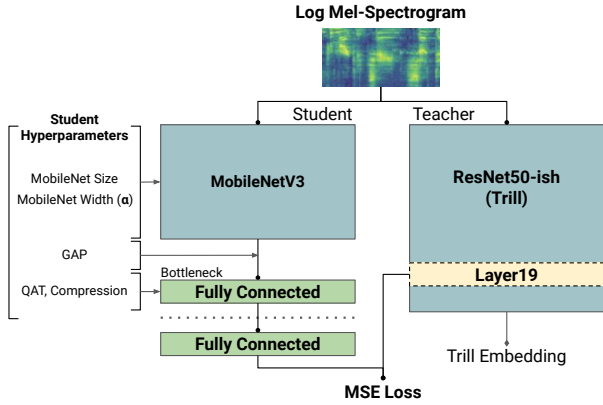 Log Mel-Spectrogram
Student
Teacher
Student
Hyperparameters
MobileNet Size
MobileNet Width (α)
MobileNetV3
ResNet50-ish
(Trill)
GAP
Bottleneck
QAT, Compression
Fully Connected
Layer19
Fully Connected
Trill Embedding
MSE Loss